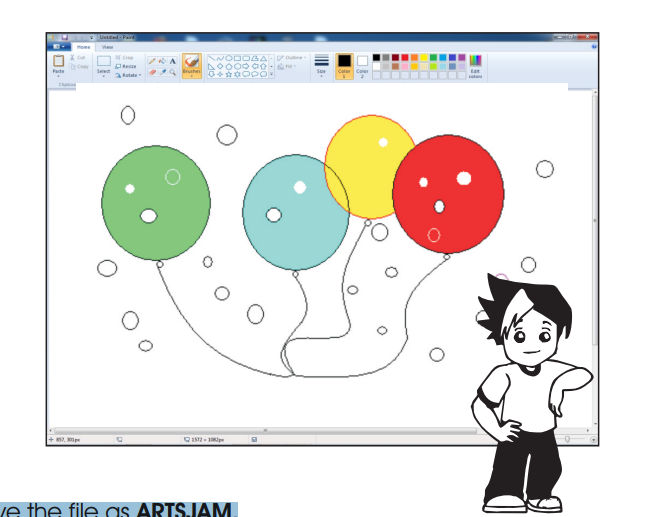 Untitled - Paint
Home View
Cut
Copy
Paste
Select
Crop
Resize
Rotate
Brushes
Outline
Fill
Size
Color 1
Color 2
Edit colors
Clipboard
857, 301px
1372 × 1082px
ve the file as ARTSJAM.